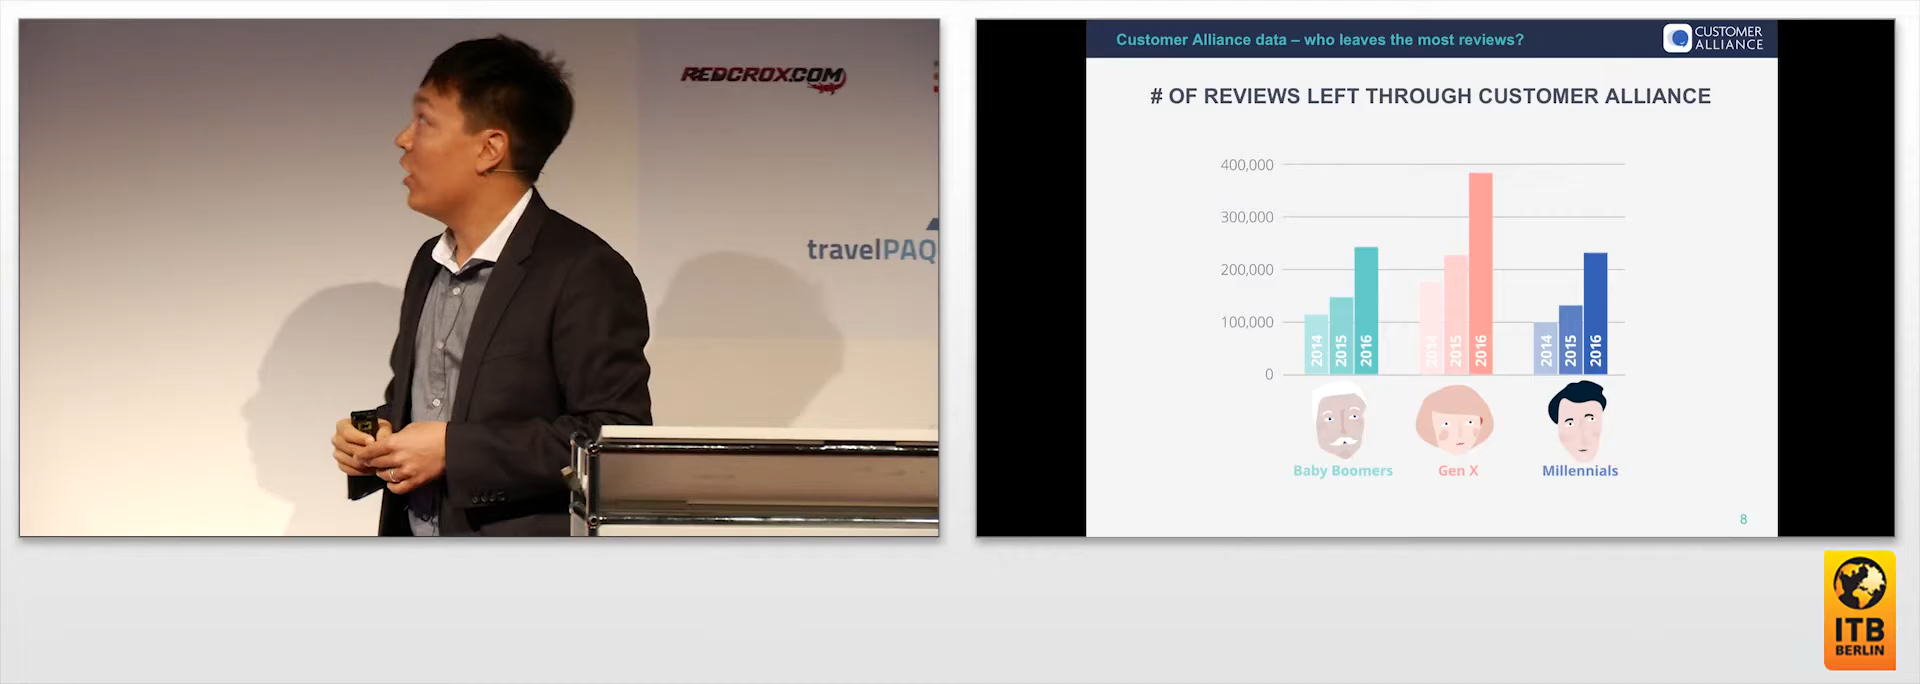 REDCROX.COM
travelPAQ
Customer Alliance data – who leaves the most reviews?
CUSTOMER
ALLIANCE
# OF REVIEWS LEFT THROUGH CUSTOMER ALLIANCE
400,000
300,000
200,000
100,000
0
2014
2015
2016
2014
2015
2016
2014
2015
2016
Baby Boomers
Gen X
Millennials
8
ITB
BERLIN